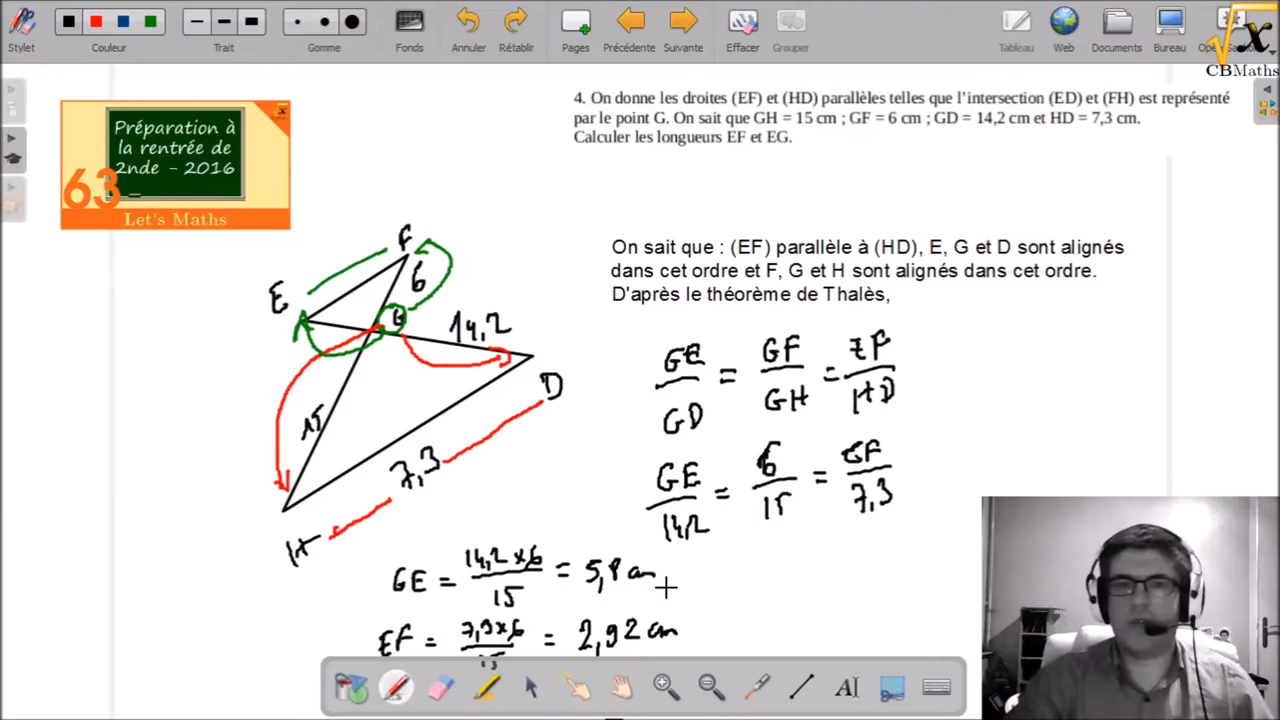 Stylet
Couleur
Trait
Gomme
Fonds
Annuler
Rétablir
Pages
Précédente
Suivante
Effacer
Grouper
Tableau
Web
Documents
Bureau
√x
CBMaths
4. On donne les droites (EF) et (HD) parallèles telles que l'intersection (ED) et (FH) est représenté
par le point G. On sait que GH = 15 cm ; GF = 6 cm ; GD = 14,2 cm et HD = 7,3 cm.
Calculer les longueurs EF et EG.
Préparation à
la rentrée de
2nde - 2016
63 –
Let's Maths
F
E
6
G
14,2
D
15
7,3
H
On sait que : (EF) parallèle à (HD), E, G et D sont alignés
dans cet ordre et F, G et H sont alignés dans cet ordre.
D'après le théorème de Thalès,
GE/GD = GF/GH = EF/HD
GE/14,2 = 6/15 = EF/7,3
GE = 14,2 x 6/15 = 5,8 cm
EF = 7,3 x 6/15 = 2,92 cm
AI